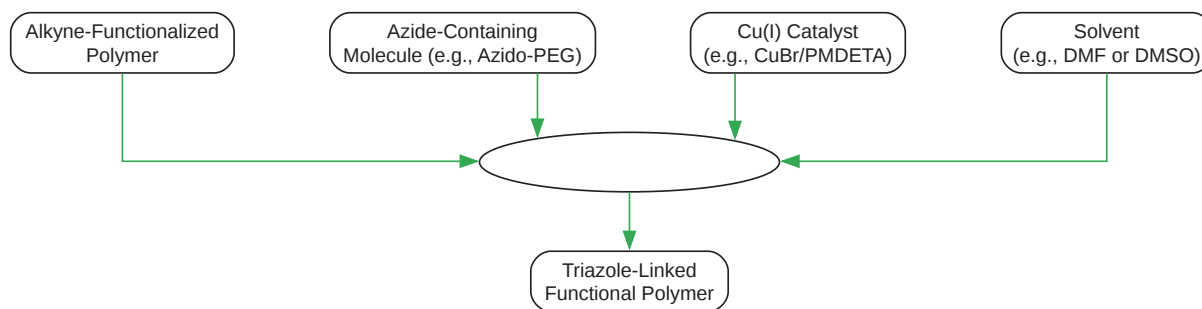 Alkyne-Functionalized
Polymer
Azide-Containing
Molecule (e.g., Azido-PEG)
Cu(I) Catalyst
(e.g., CuBr/PMDETA)
Solvent
(e.g., DMF or DMSO)
Triazole-Linked
Functional Polymer